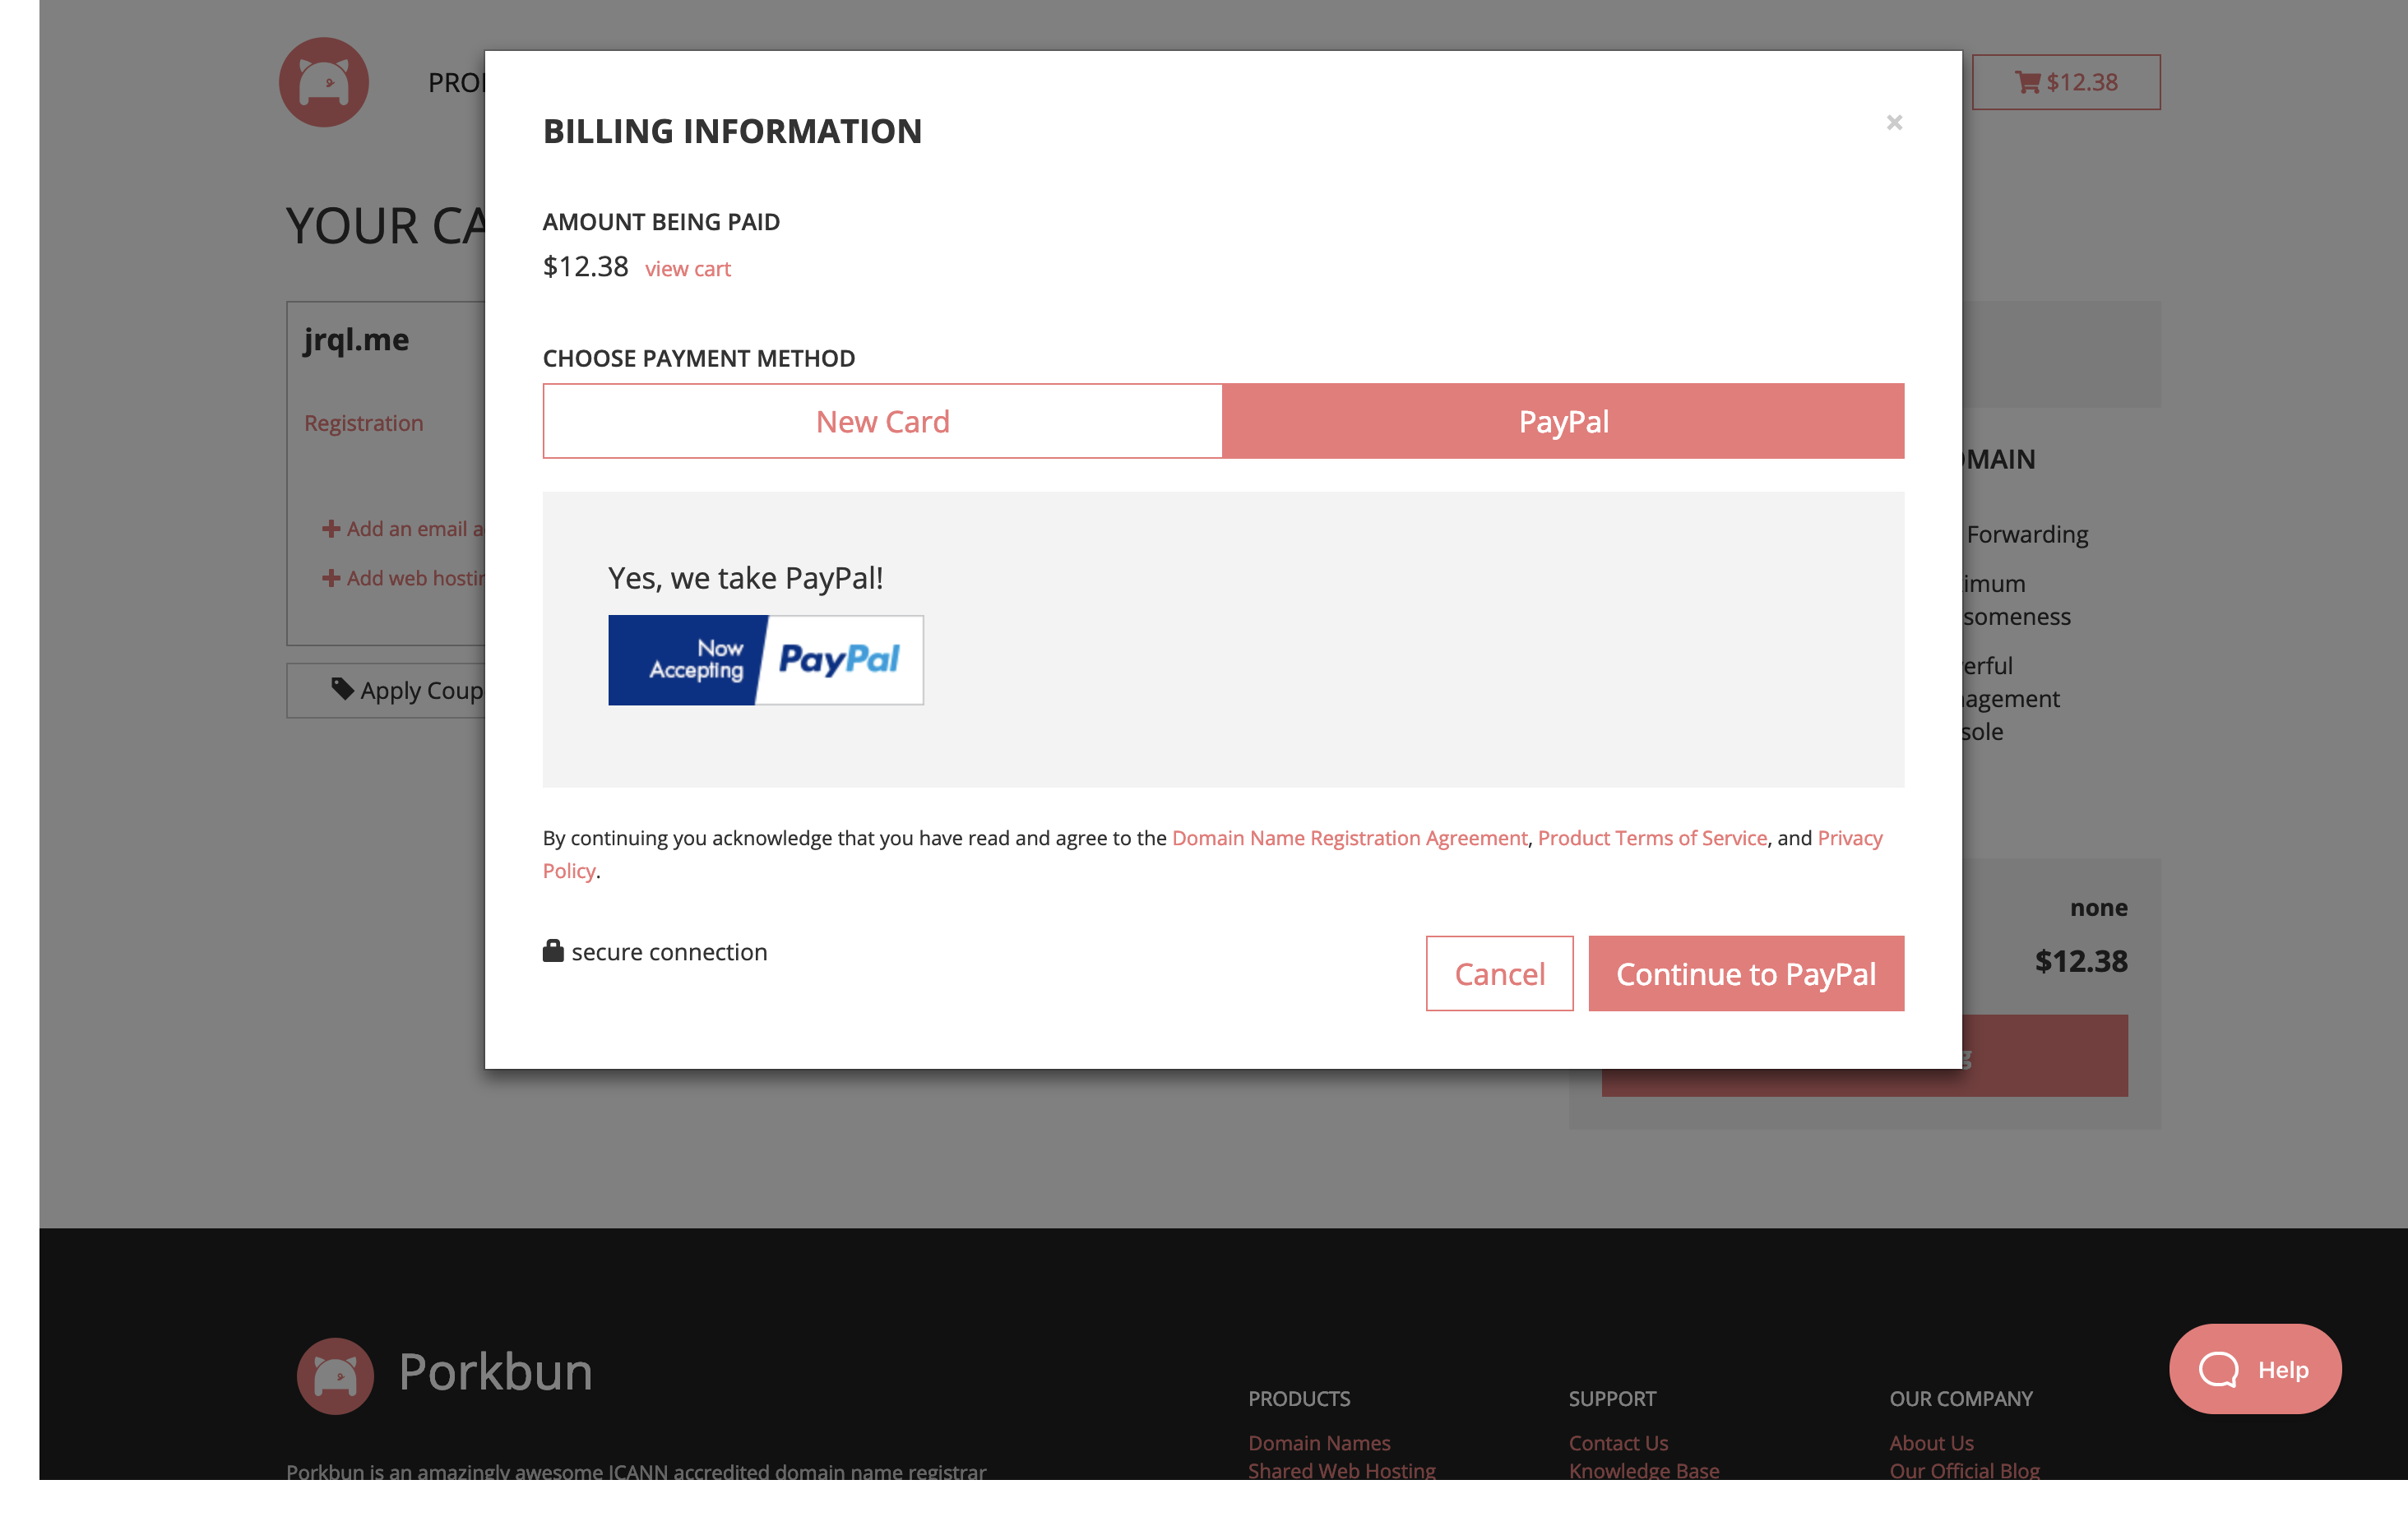 PRO
$12.38
BILLING INFORMATION
×
AMOUNT BEING PAID
$12.38 view cart
YOUR CA
jrql.me
Registration
Add an email a
Add web hostin
Apply Coup
CHOOSE PAYMENT METHOD
New Card
PayPal
Yes, we take PayPal!
Now
Accepting
PayPal
By continuing you acknowledge that you have read and agree to the Domain Name Registration Agreement, Product Terms of Service, and Privacy
Policy.
secure connection
Cancel
Continue to PayPal
MAIN
Forwarding
imum
someness
erful
agement
sole
none
$12.38
g
Porkbun
Porkbun is an amazingly awesome ICANN accredited domain name registrar
PRODUCTS
Domain Names
Shared Web Hosting
SUPPORT
Contact Us
Knowledge Base
OUR COMPANY
About Us
Our Official Blog
Help